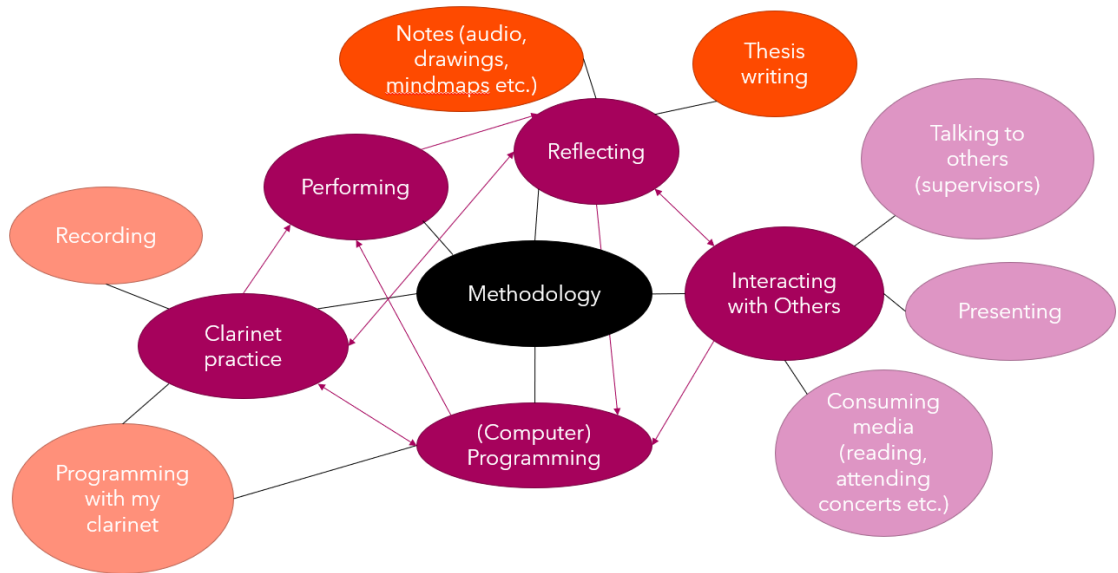 Notes (audio,
drawings,
mindmaps etc.)
Thesis
writing
Talking to
others
(supervisors)
Reflecting
Performing
Recording
Interacting
with Others
Methodology
Presenting
Clarinet
practice
Consuming
media
(reading,
attending
concerts etc.)
(Computer)
Programming
Programming
with my
clarinet